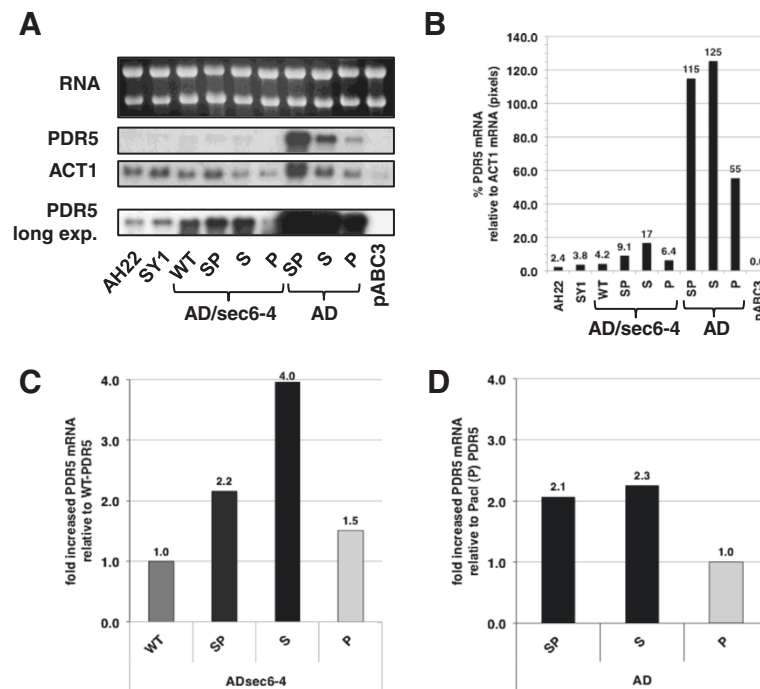 A
RNA
PDR5
ACT1
PDR5
long exp.
AH22 SY1 WT SP S P SP S P pABC3
AD/sec6-4 AD
B
% PDR5 mRNA
relative to ACT1 mRNA (pixels)
140.0
120.0
100.0
80.0
60.0
40.0
20.0
0.0
2.4 3.8 4.2 9.1 17 6.4 115 125 55
AH22 SY1 WT SP S P SP S P pABC3
AD/sec6-4 AD
C
fold increased PDR5 mRNA
relative to WT-PDR5
4.0
3.0
2.0
1.0
0.0
1.0 2.2 4.0 1.5
WT SP S P
ADsec6-4
D
fold increased PDR5 mRNA
relative to PacI (P) PDR5
4.0
3.0
2.0
1.0
0.0
2.1 2.3 1.0
SP S P
AD